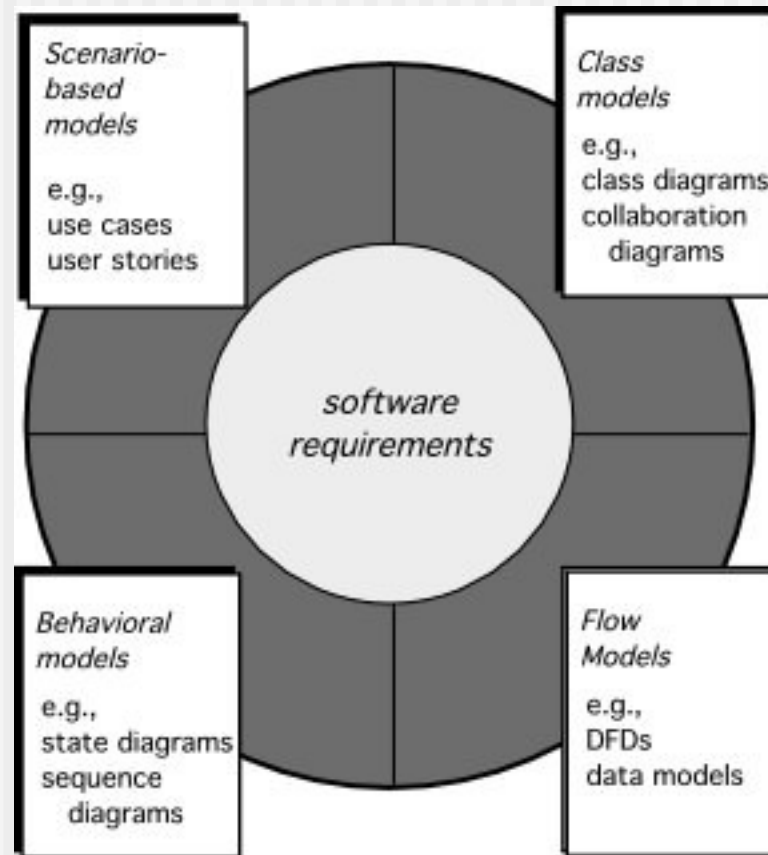 Scenario-
based
models
e.g.,
use cases
user stories
Class
models
e.g.,
class diagrams
collaboration
diagrams
software
requirements
Behavioral
models
e.g.,
state diagrams
sequence
diagrams
Flow
Models
e.g.,
DFDs
data models